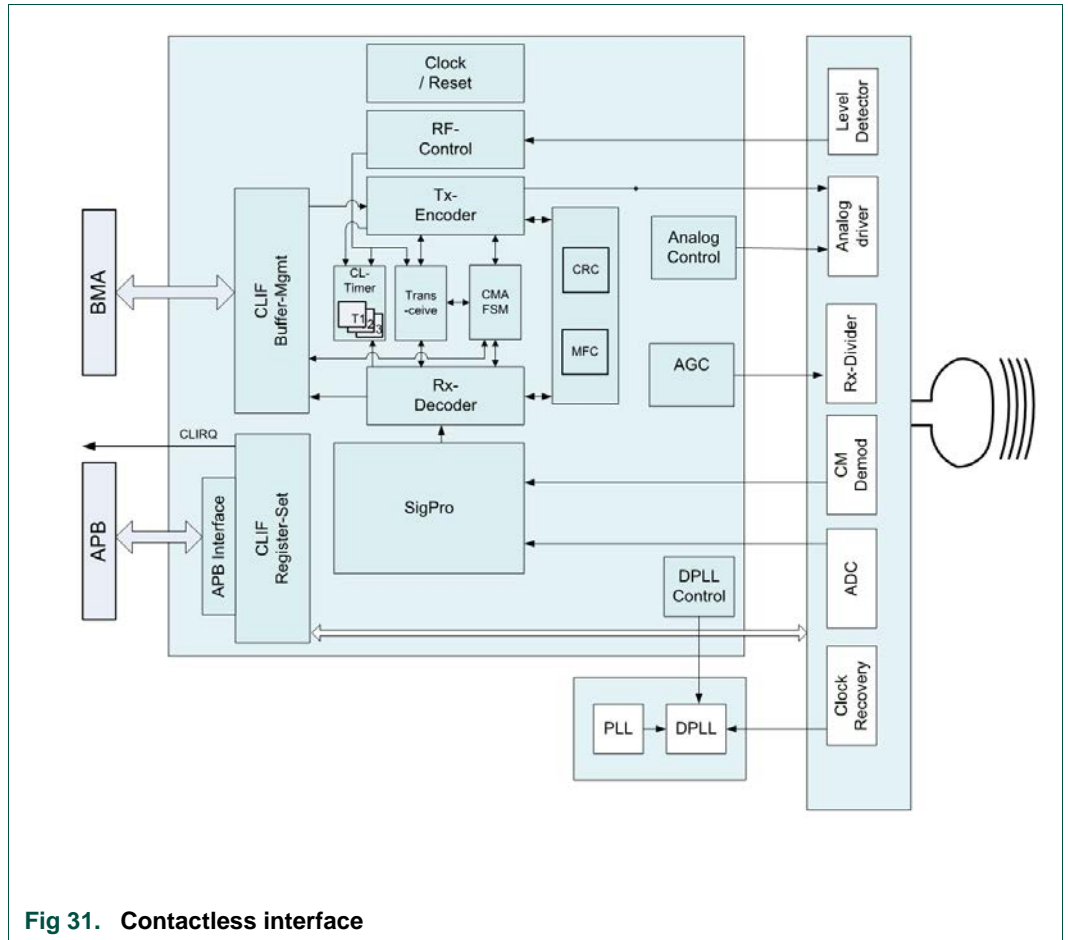 Clock
/ Reset
RF-
Control
Tx-
Encoder
CL-
Timer
T1
2
3
Trans
-ceive
CMA
FSM
CRC
MFC
Rx-
Decoder
SigPro
Analog
Control
AGC
DPLL
Control
PLL
DPLL
BMA
CLIF
Buffer-Mgmt
CLIRQ
APB
APB Interface
CLIF
Register-Set
Level
Detector
Analog
driver
Rx-Divider
CM
Demod
ADC
Clock
Recovery
Fig 31. Contactless interface